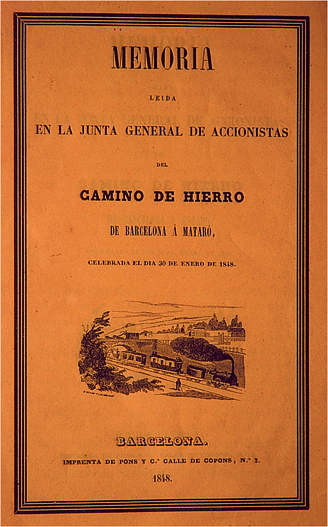 MEMORIA
LEIDA
EN LA JUNTA GENERAL DE ACCIONISTAS
DEL
CAMINO DE HIERRO
DE BARCELONA Á MATARÓ,
CELEBRADA EL DIA 30 DE ENERO DE 1848.
BARCELONA.
IMPRENTA DE PONS Y C.ª CALLE DE COPONS, N.º 2.
1848.